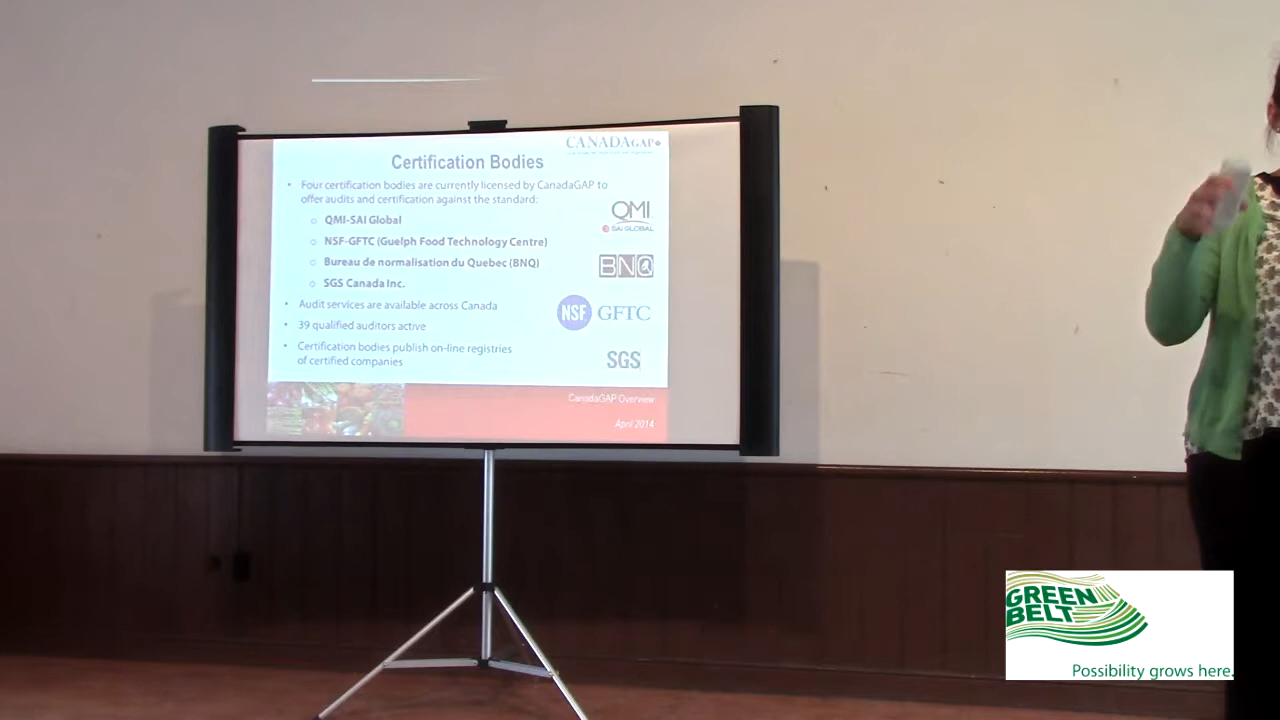 CANADAGAP
Certification Bodies
• Four certification bodies are currently licensed by CanadaGAP to
offer audits and certification against the standard:
○ QMI-SAI Global
○ NSF-GFTC (Guelph Food Technology Centre)
○ Bureau de normalisation du Quebec (BNQ)
○ SGS Canada Inc.
• Audit services are available across Canada
• 39 qualified auditors active
• Certification bodies publish on-line registries
of certified companies
QMI
SAI GLOBAL
BNQ
NSF GFTC
SGS
CanadaGAP Overview
April 2014
GREEN
BELT
Possibility grows here.